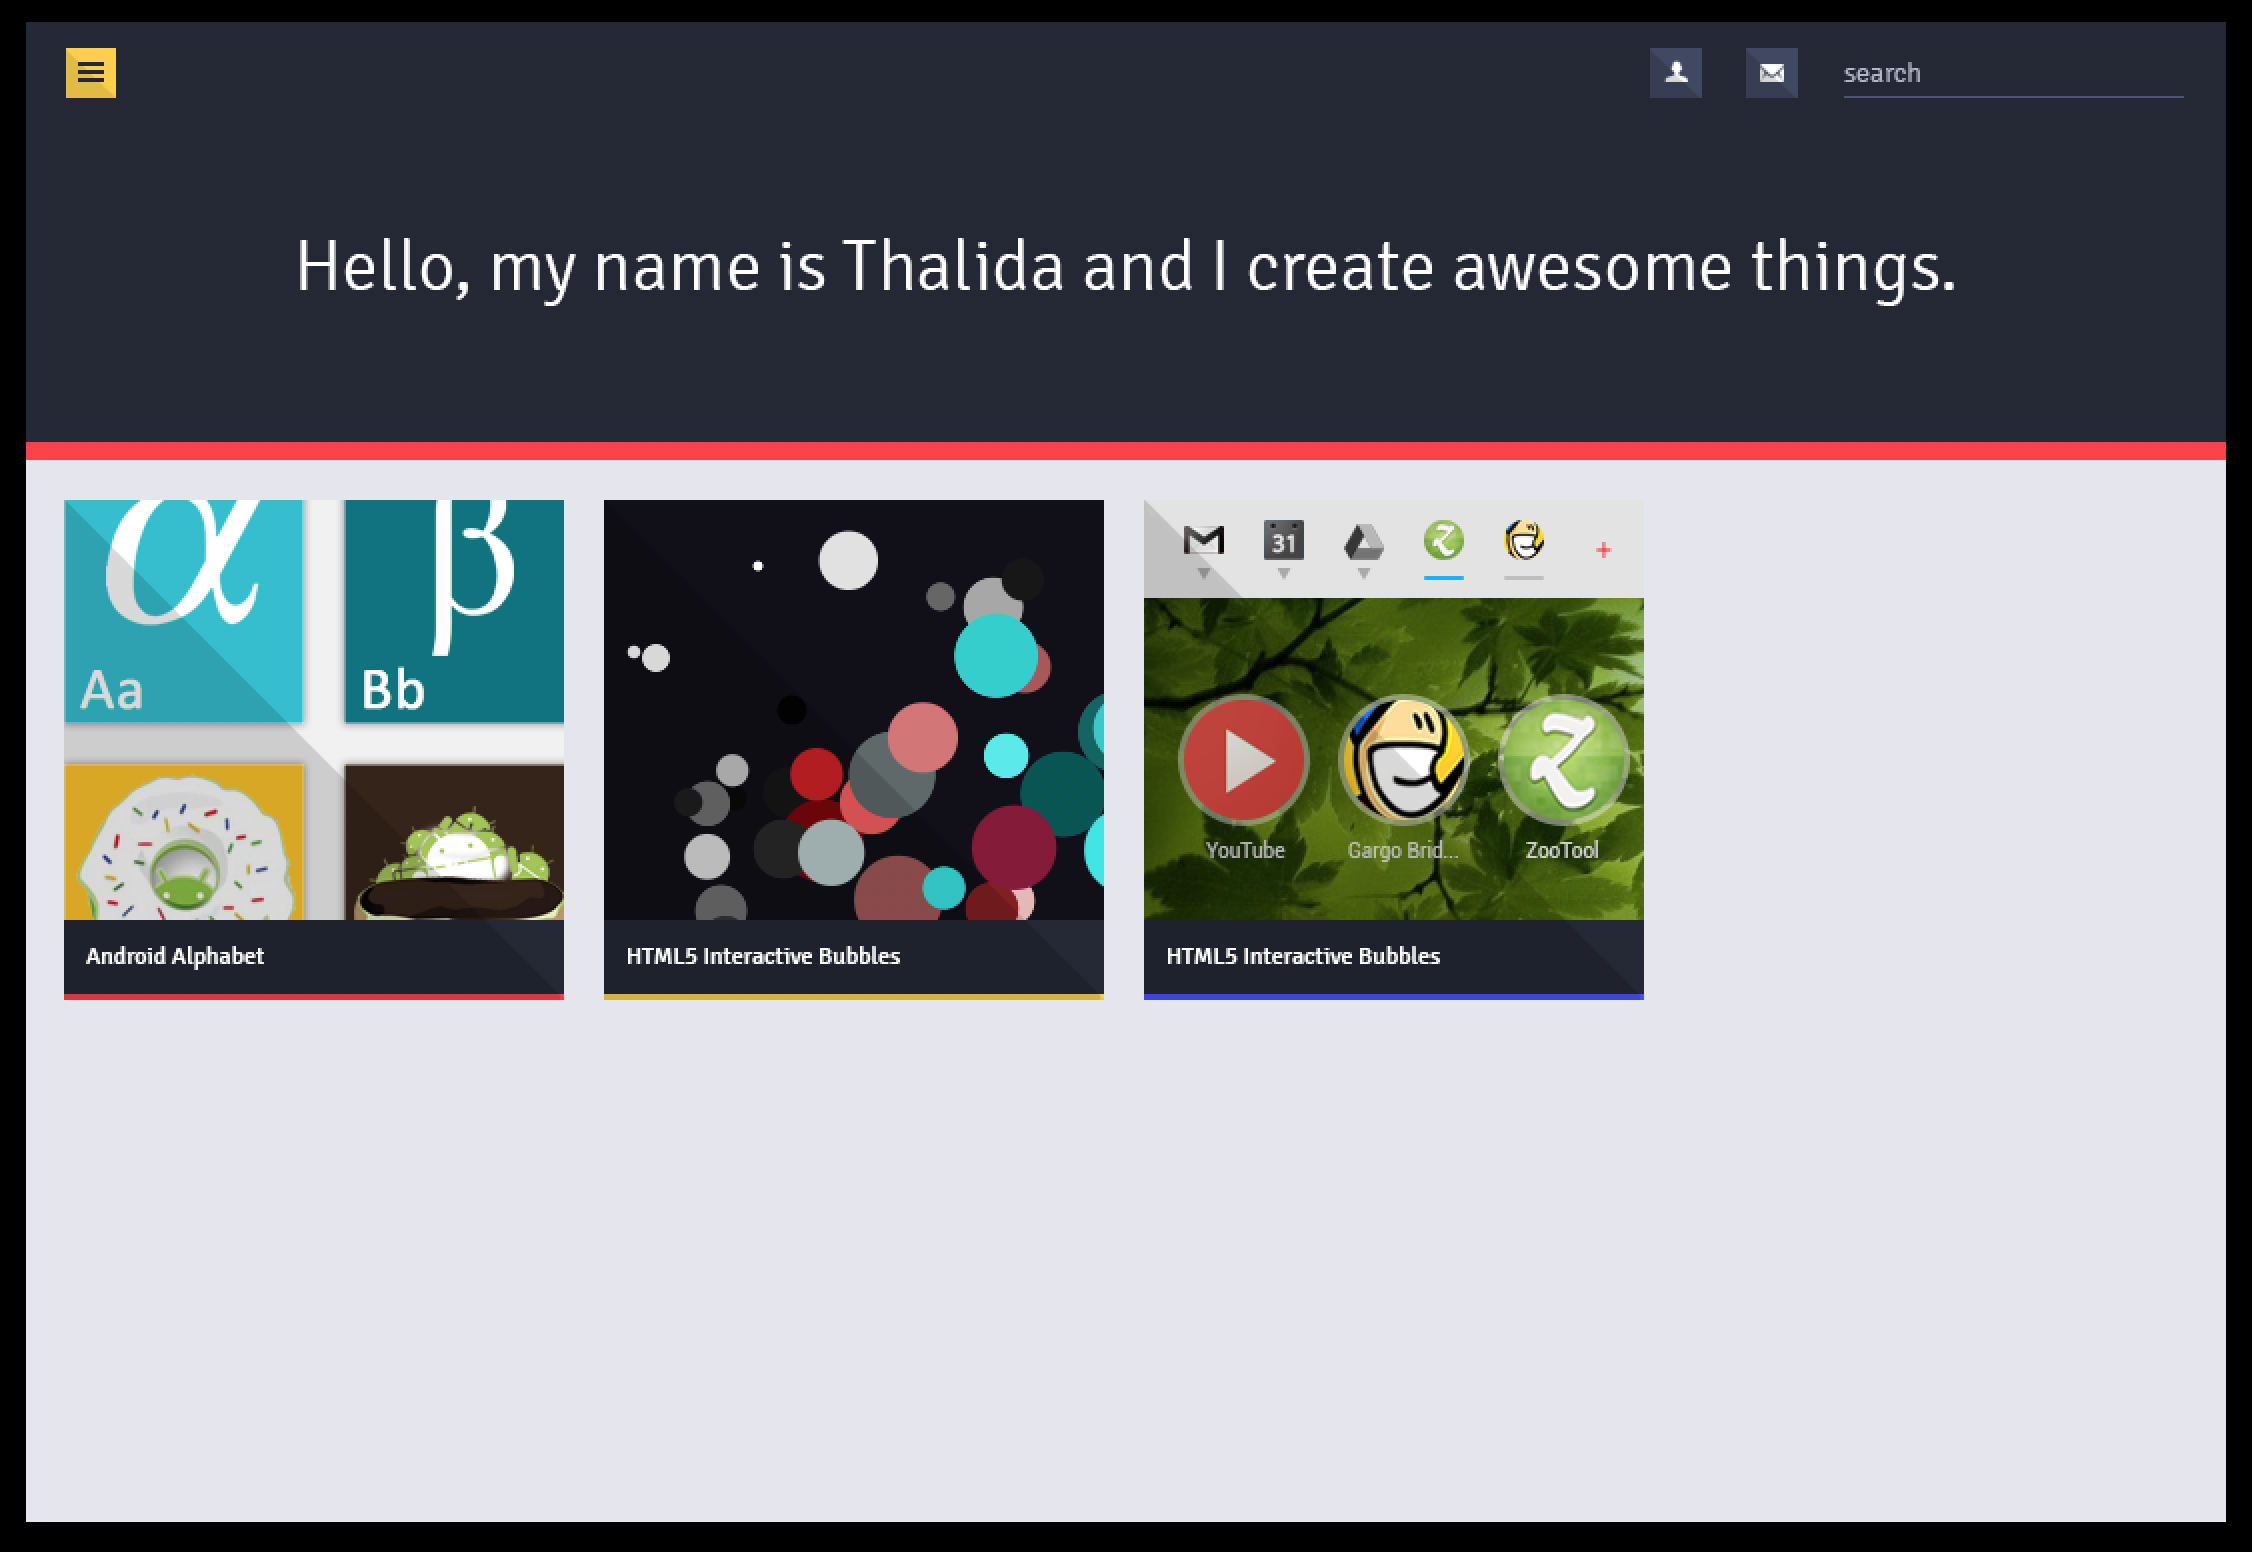 search
Hello, my name is Thalida and I create awesome things.
α
β
Aa
Bb
31
YouTube
Gargo Brid...
ZooTool
Android Alphabet
HTML5 Interactive Bubbles
HTML5 Interactive Bubbles